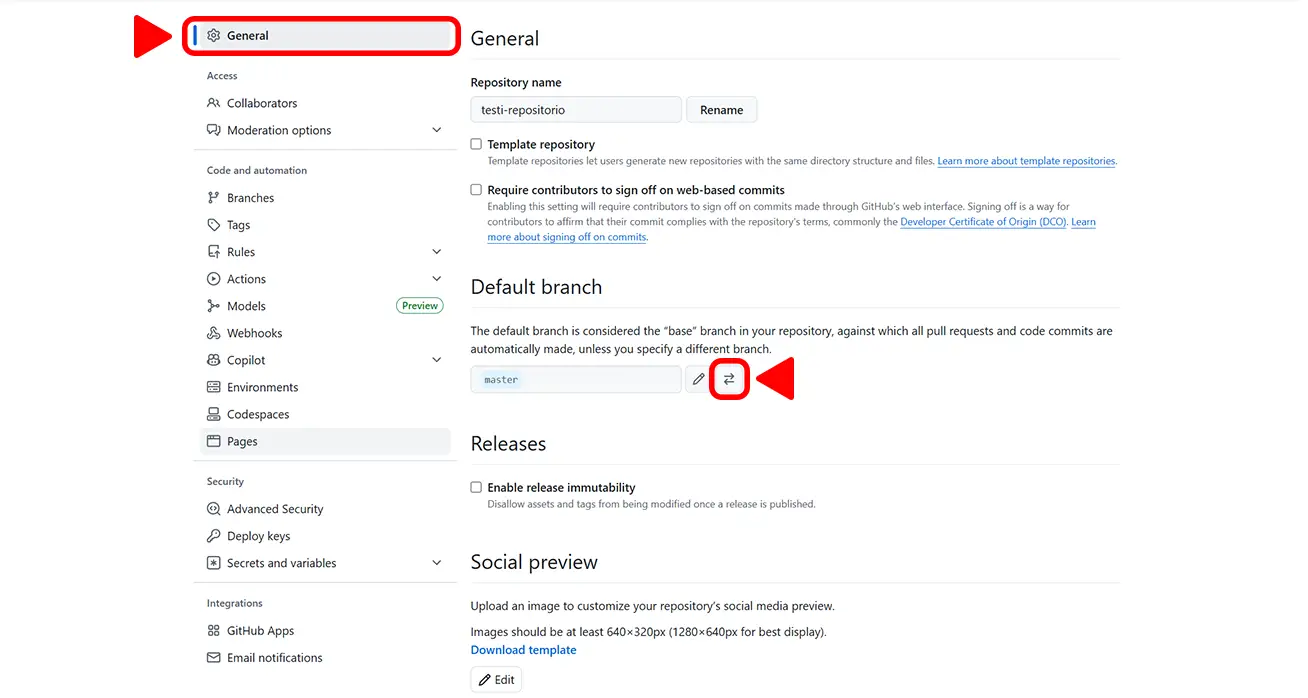 General
Access
Collaborators
Moderation options
Code and automation
Branches
Tags
Rules
Actions
Models Preview
Webhooks
Copilot
Environments
Codespaces
Pages
Security
Advanced Security
Deploy keys
Secrets and variables
Integrations
GitHub Apps
Email notifications
General
Repository name
testi-repositorio Rename
Template repository
Template repositories let users generate new repositories with the same directory structure and files. Learn more about template repositories.
Require contributors to sign off on web-based commits
Enabling this setting will require contributors to sign off on commits made through GitHub's web interface. Signing off is a way for
contributors to affirm that their commit complies with the repository's terms, commonly the Developer Certificate of Origin (DCO). Learn
more about signing off on commits.
Default branch
The default branch is considered the “base” branch in your repository, against which all pull requests and code commits are
automatically made, unless you specify a different branch.
master
Releases
Enable release immutability
Disallow assets and tags from being modified once a release is published.
Social preview
Upload an image to customize your repository's social media preview.
Images should be at least 640×320px (1280×640px for best display).
Download template
Edit